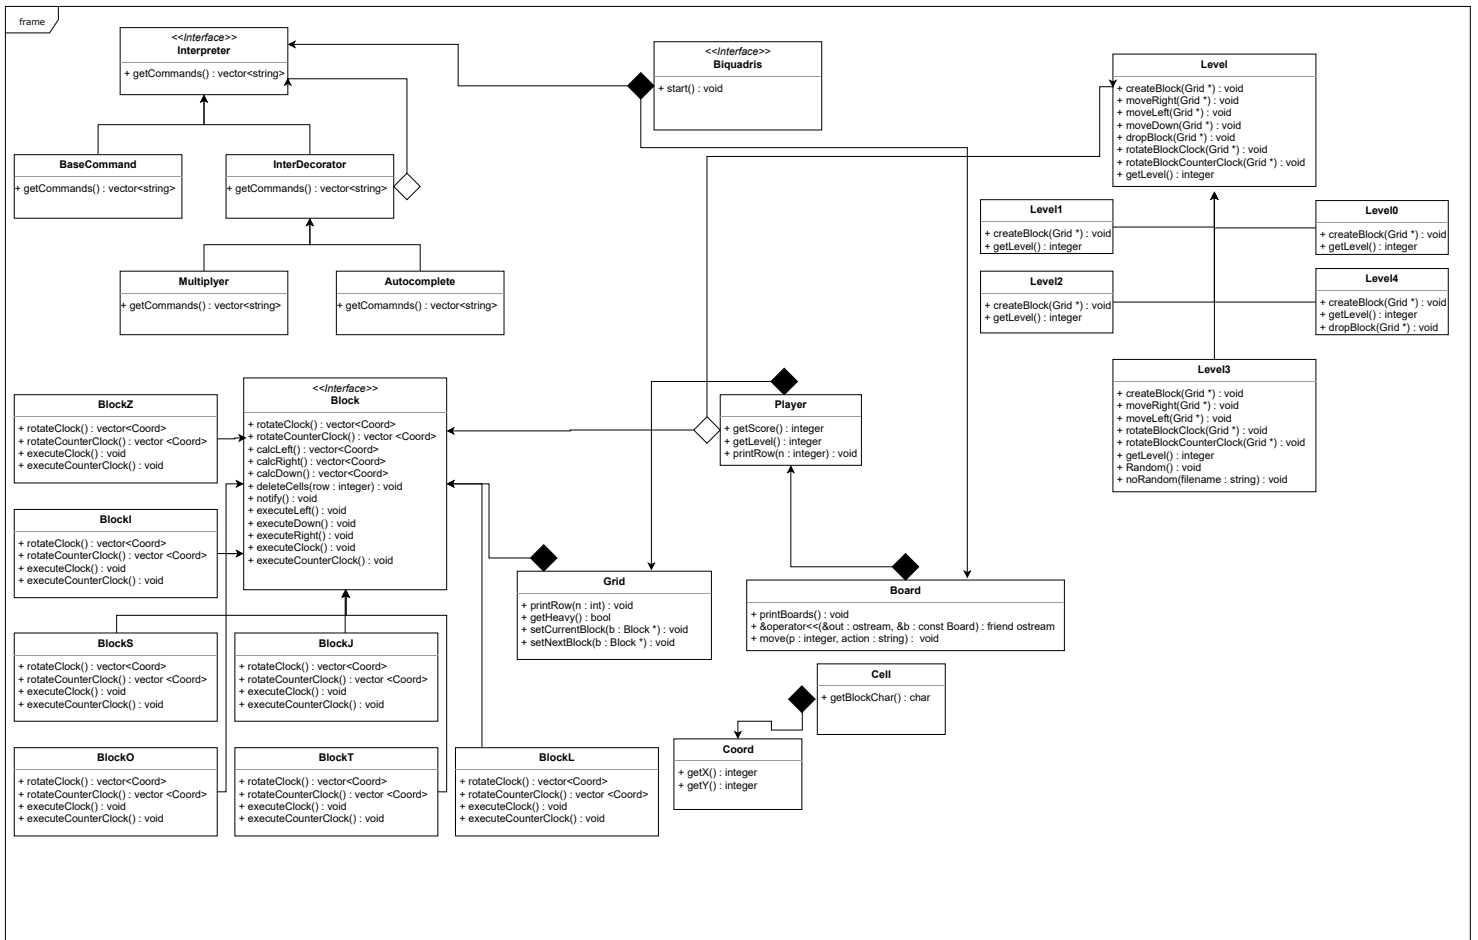 frame
<<Interface>>
Interpreter
+ getCommands() : vector<string>
<<Interface>>
Biquadris
+ start() : void
Level
+ createBlock(Grid *) : void
+ moveRight(Grid *) : void
+ moveLeft(Grid *) : void
+ moveDown(Grid *) : void
+ dropBlock(Grid *) : void
+ rotateBlockClock(Grid *) : void
+ rotateBlockCounterClock(Grid *) : void
+ getLevel() : integer
BaseCommand
+ getCommands() : vector<string>
InterDecorator
+ getCommands() : vector<string>
Level1
+ createBlock(Grid *) : void
+ getLevel() : integer
Level0
+ createBlock(Grid *) : void
+ getLevel() : integer
Multiplyer
+ getCommands() : vector<string>
Autocomplete
+ getComamnds() : vector<string>
Level2
+ createBlock(Grid *) : void
+ getLevel() : integer
Level4
+ createBlock(Grid *) : void
+ getLevel() : integer
+ dropBlock(Grid *) : void
Level3
+ createBlock(Grid *) : void
+ moveRight(Grid *) : void
+ moveLeft(Grid *) : void
+ rotateBlockClock(Grid *) : void
+ rotateBlockCounterClock(Grid *) : void
+ getLevel() : integer
+ Random() : void
+ noRandom(filename : string) : void
BlockZ
+ rotateClock() : vector<Coord>
+ rotateCounterClock() : vector <Coord>
+ executeClock() : void
+ executeCounterClock() : void
<<Interface>>
Block
+ rotateClock() : vector<Coord>
+ rotateCounterClock() : vector <Coord>
+ calcLeft() : vector<Coord>
+ calcRight() : vector<Coord>
+ calcDown() : vector<Coord>
+ deleteCells(row : integer) : void
+ notify() : void
+ executeLeft() : void
+ executeDown() : void
+ executeRight() : void
+ executeClock() : void
+ executeCounterClock() : void
Player
+ getScore() : integer
+ getLevel() : integer
+ printRow(n : integer) : void
BlockI
+ rotateClock() : vector<Coord>
+ rotateCounterClock() : vector <Coord>
+ executeClock() : void
+ executeCounterClock() : void
Grid
+ printRow(n : int) : void
+ getHeavy() : bool
+ setCurrentBlock(b : Block *) : void
+ setNextBlock(b : Block *) : void
Board
+ printBoards() : void
+ &operator<<(&out : ostream, &b : const Board) : friend ostream
+ move(p : integer, action : string) : void
BlockS
+ rotateClock() : vector<Coord>
+ rotateCounterClock() : vector <Coord>
+ executeClock() : void
+ executeCounterClock() : void
BlockJ
+ rotateClock() : vector<Coord>
+ rotateCounterClock() : vector <Coord>
+ executeClock() : void
+ executeCounterClock() : void
Cell
+ getBlockChar() : char
Coord
+ getX() : integer
+ getY() : integer
BlockO
+ rotateClock() : vector<Coord>
+ rotateCounterClock() : vector <Coord>
+ executeClock() : void
+ executeCounterClock() : void
BlockT
+ rotateClock() : vector<Coord>
+ rotateCounterClock() : vector <Coord>
+ executeClock() : void
+ executeCounterClock() : void
BlockL
+ rotateClock() : vector<Coord>
+ rotateCounterClock() : vector <Coord>
+ executeClock() : void
+ executeCounterClock() : void